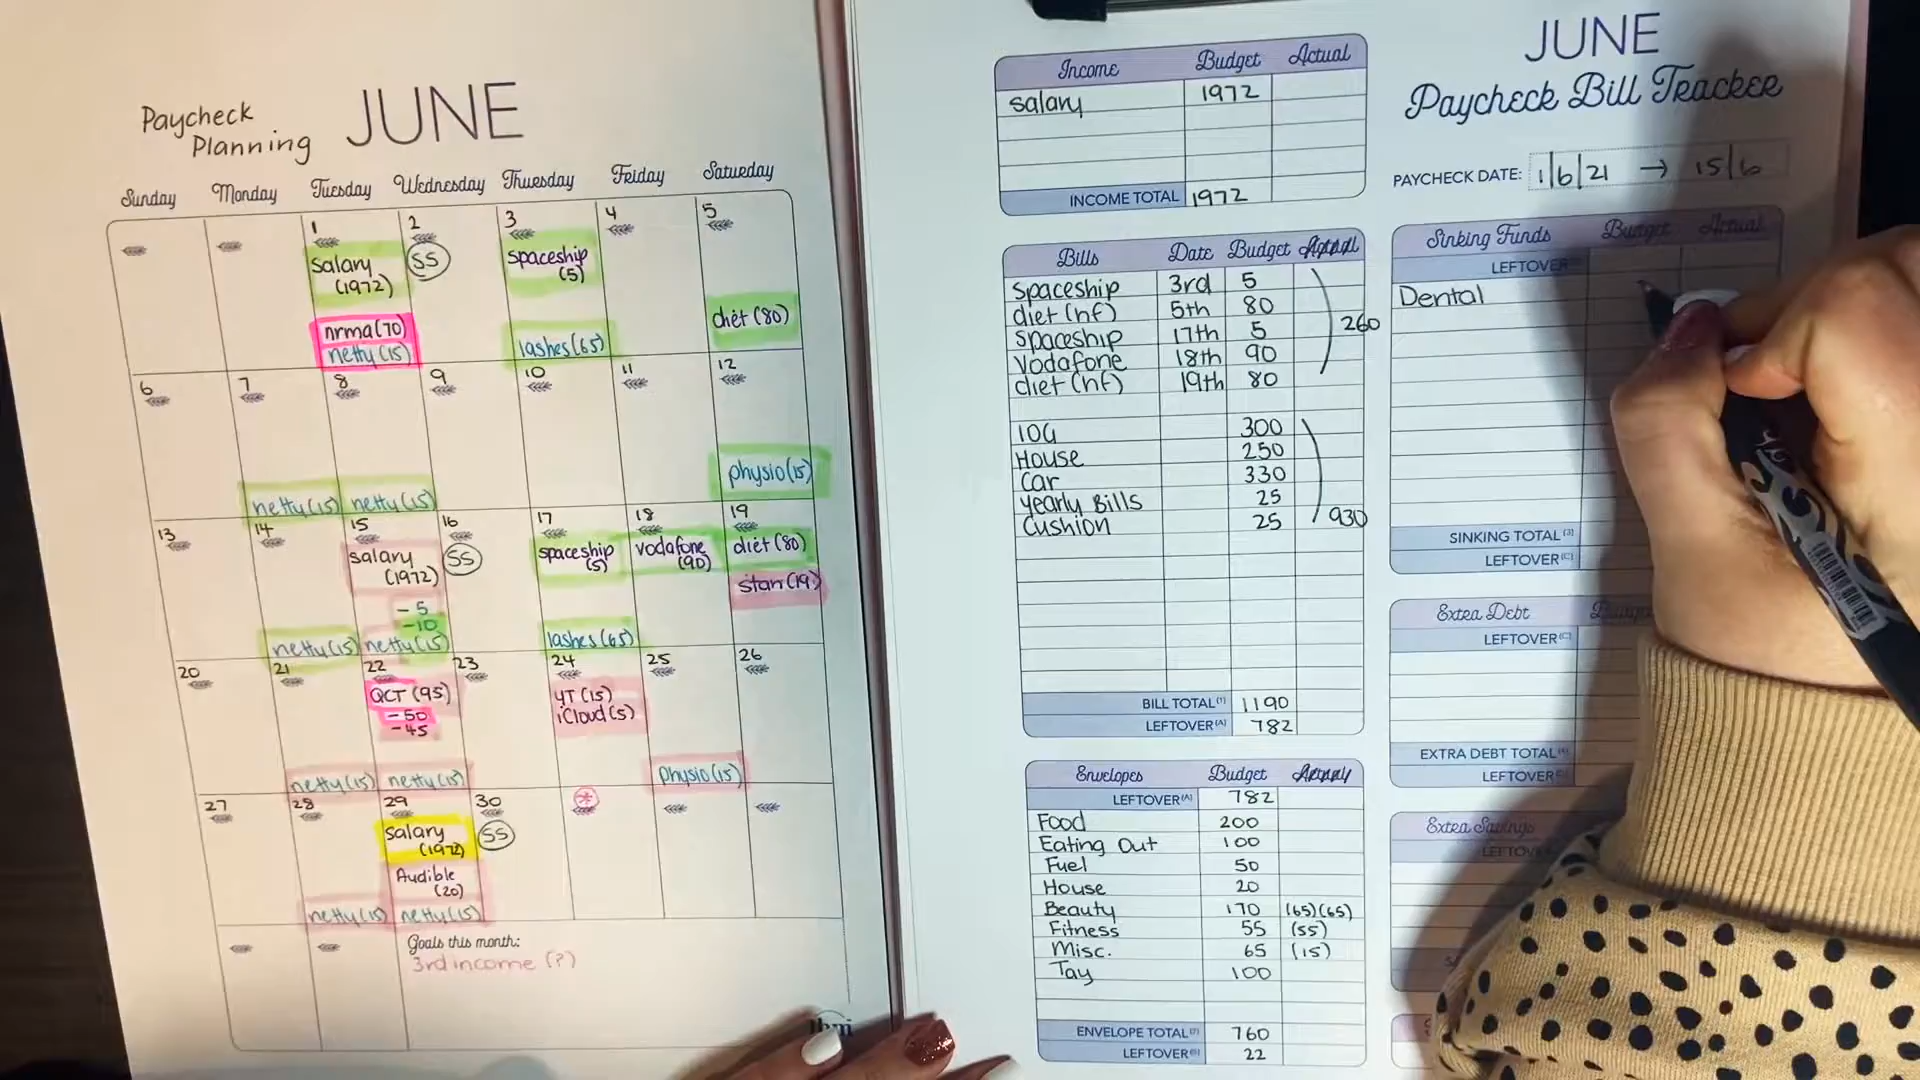 Paycheck
Planning
JUNE
Sunday Monday Tuesday Wednesday Thursday Friday Saturday
1 2 3 4 5
salary
(1972)
SS
spaceship
(5)
nrma (70)
netty (15)
lashes (65)
diet (80)
6 7 8 9 10 11 12
netty (15) netty (15)
physio (15)
13 14 15 16 17 18 19
salary
(1972)
SS
spaceship
(5)
vodafone
(90)
diet (80)
stan (19)
- 5
- 10
netty (15) netty (15)
lashes (65)
20 21 22 23 24 25 26
QCT (95)
- 50
- 45
YT (15)
iCloud (5)
netty (15) netty (15)
physio (15)
27 28 29 30
salary
(1972)
SS
Audible
(20)
netty (15) netty (15)
Goals this month:
3rd income (?)
Income Budget Actual
salary 1972
INCOME TOTAL 1972
Bills Date Budget Actual
spaceship 3rd 5
diet (nf) 5th 80
spaceship 17th 5
Vodafone 18th 90
diet (nf) 19th 80
260
IOU 300
House 250
Car 330
Yearly Bills 25
Cushion 25
930
BILL TOTAL (1) 1190
LEFTOVER (A) 782
Envelopes Budget
LEFTOVER (A) 782
Food 200
Eating Out 100
Fuel 50
House 20
Beauty 170 (65)(65)
Fitness 55 (55)
Misc. 65 (15)
Tay 100
ENVELOPE TOTAL (2) 760
LEFTOVER (B) 22
JUNE
Paycheck Bill Tracker
PAYCHECK DATE: 1/6/21 → 15/6
Sinking Funds Budget Actual
LEFTOVER
Dental
SINKING TOTAL (3)
LEFTOVER (C)
Extra Debt
LEFTOVER (C)
EXTRA DEBT TOTAL
LEFTOVER
Extra Savings